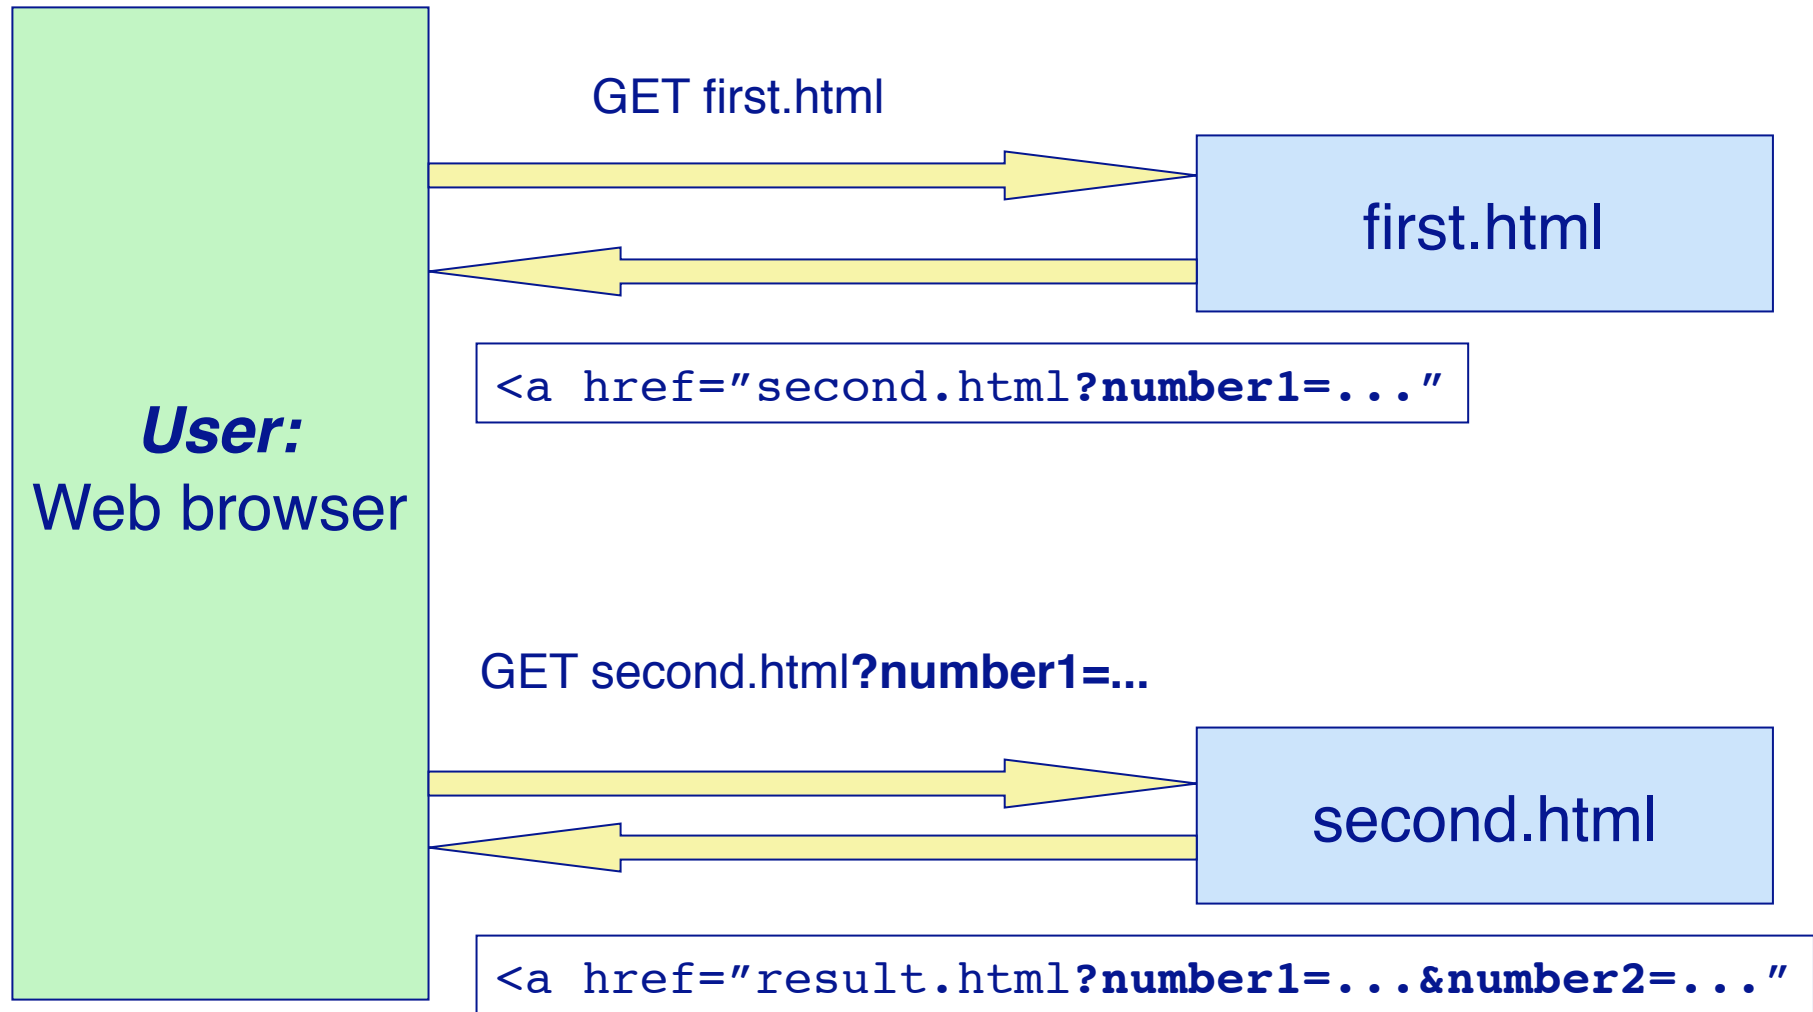 GET first.html
first.html
<a href="second.html?number1=..."
User:
Web browser
GET second.html?number1=...
second.html
<a href="result.html?number1=...&number2=..."